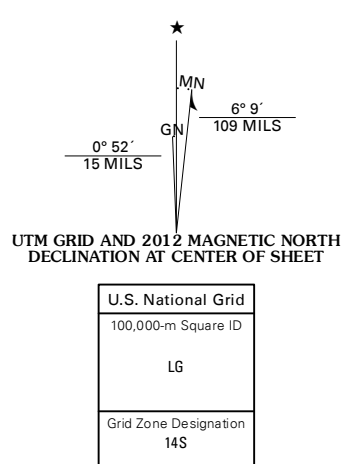 ★
MN
GN
6° 9´
109 MILS
0° 52´
15 MILS
UTM GRID AND 2012 MAGNETIC NORTH
DECLINATION AT CENTER OF SHEET
U.S. National Grid
100,000-m Square ID
LG
Grid Zone Designation
14S